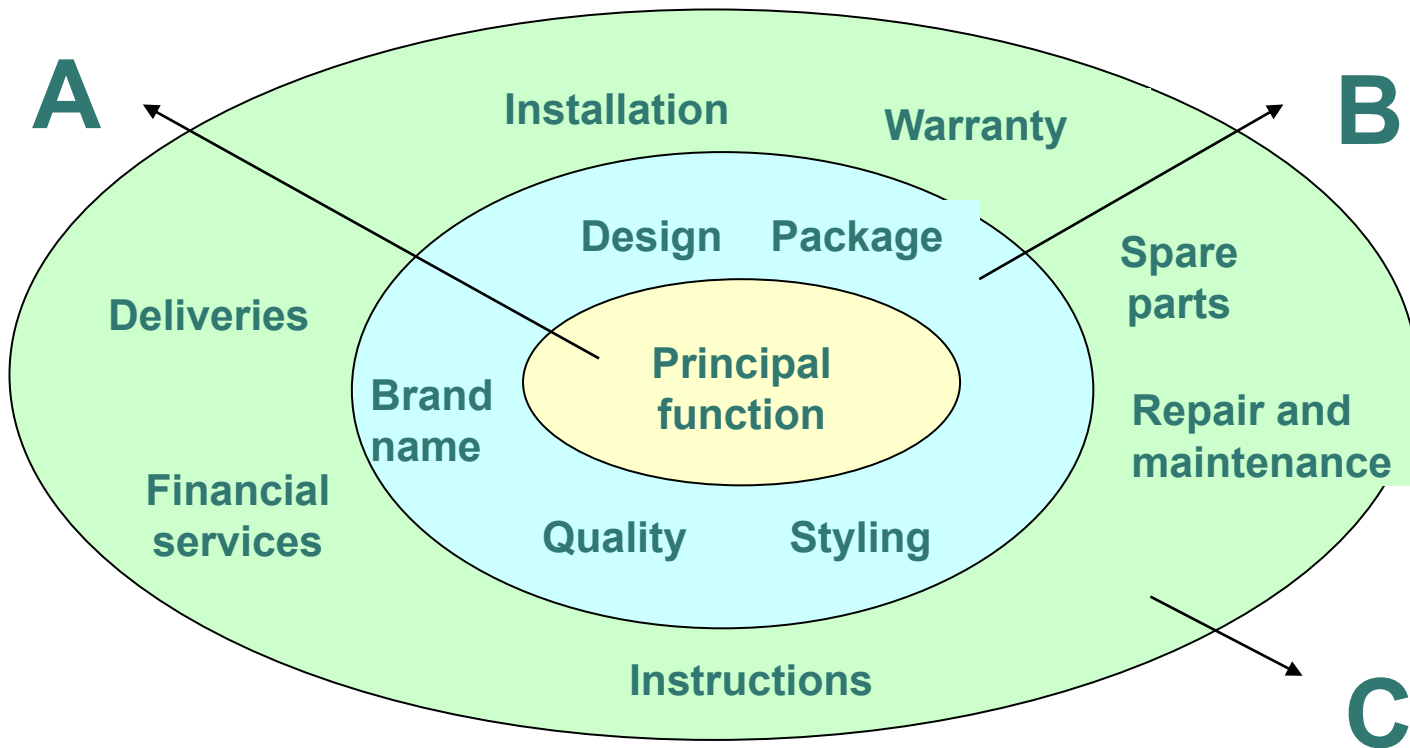 A
B
Installation
Warranty
Design
Package
Spare
parts
Deliveries
Principal
function
Brand
name
Repair and
maintenance
Financial
services
Quality
Styling
Instructions
C